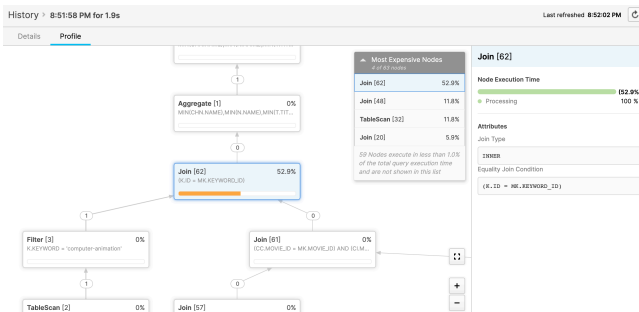 History > 8:51:58 PM for 1.9s
Last refreshed 8:52:02 PM
Details Profile
1
Aggregate [1] 0%
MIN(CHN.NAME),MIN(N.NAME),MIN(T.TIT...
0
Join [62] 52.9%
(K.ID = MK.KEYWORD_ID)
1
0
Filter [3] 0%
K.KEYWORD = 'computer-animation'
Join [61] 0%
(CC.MOVIE_ID = MK.MOVIE_ID) AND (CI.M...
1
0
TableScan [2] 0%
Join [57] 0%
Most Expensive Nodes
4 of 63 nodes
Join [62] 52.9%
Join [48] 11.8%
TableScan [32] 11.8%
Join [20] 5.9%
59 Nodes execute in less than 1.0%
of the total query execution time
and are not shown in this list
+
−
Join [62]
Node Execution Time
(52.9%
Processing 100 %
Attributes
Join Type
INNER
Equality Join Condition
(K.ID = MK.KEYWORD_ID)